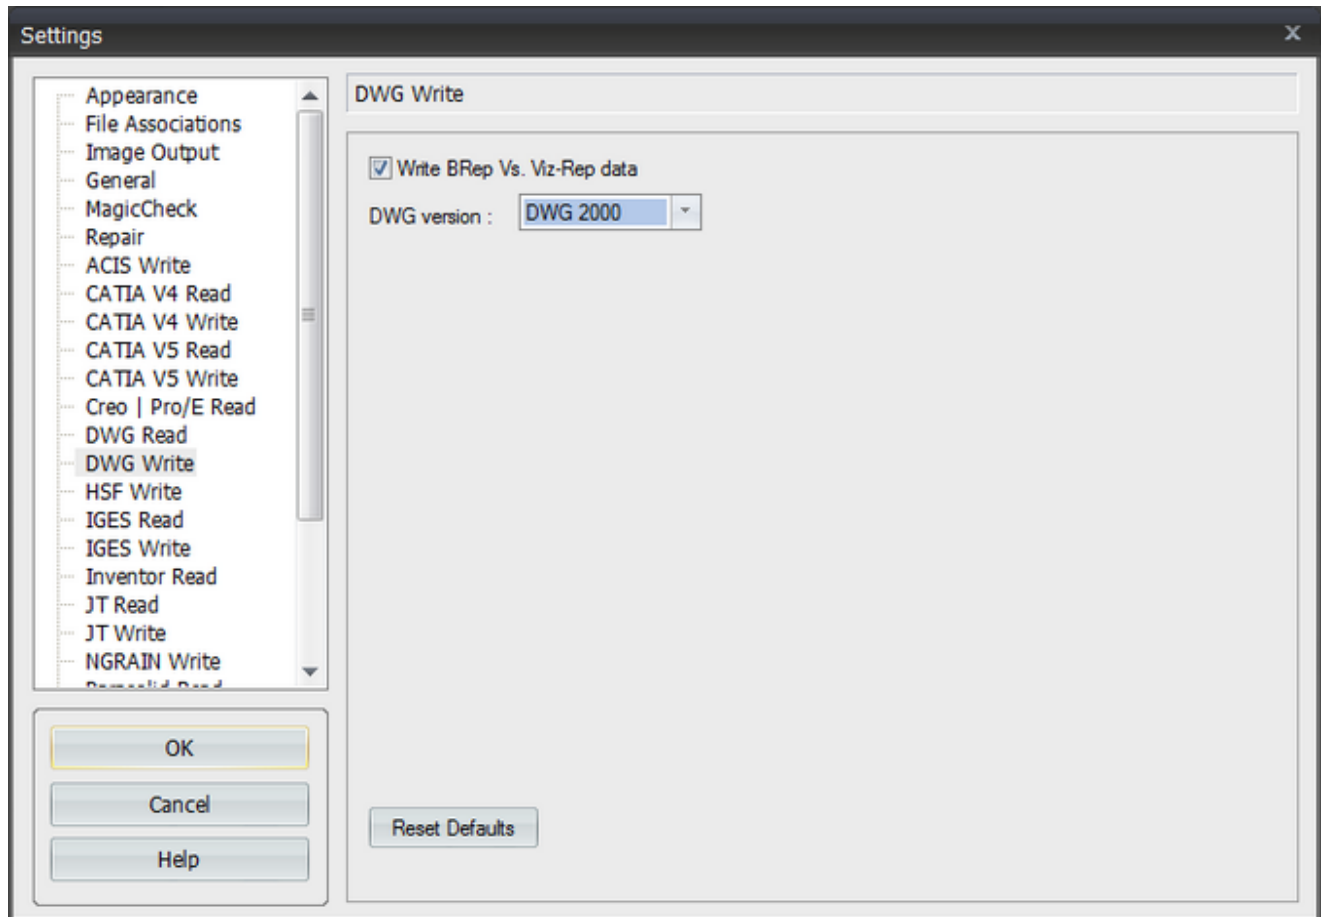 Settings
x
Appearance
File Associations
Image Output
General
MagicCheck
Repair
ACIS Write
CATIA V4 Read
CATIA V4 Write
CATIA V5 Read
CATIA V5 Write
Creo | Pro/E Read
DWG Read
DWG Write
HSF Write
IGES Read
IGES Write
Inventor Read
JT Read
JT Write
NGRAIN Write
OK
Cancel
Help
DWG Write
Write BRep Vs. Viz-Rep data
DWG version : DWG 2000
Reset Defaults